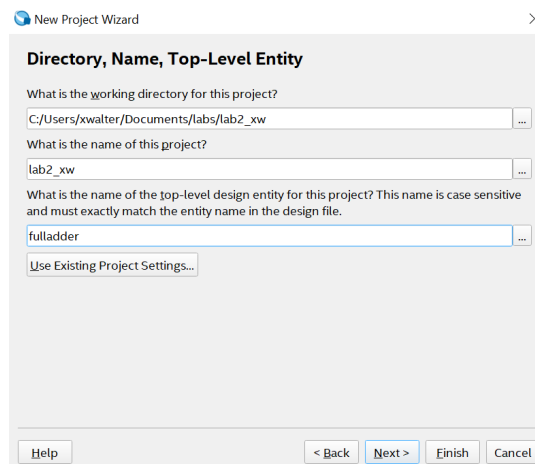 New Project Wizard
Directory, Name, Top-Level Entity
What is the working directory for this project?
C:/Users/xwalter/Documents/labs/lab2_xw
...
What is the name of this project?
lab2_xw
...
What is the name of the top-level design entity for this project? This name is case sensitive
and must exactly match the entity name in the design file.
fulladder
...
Use Existing Project Settings...
Help
< Back
Next >
Finish
Cancel